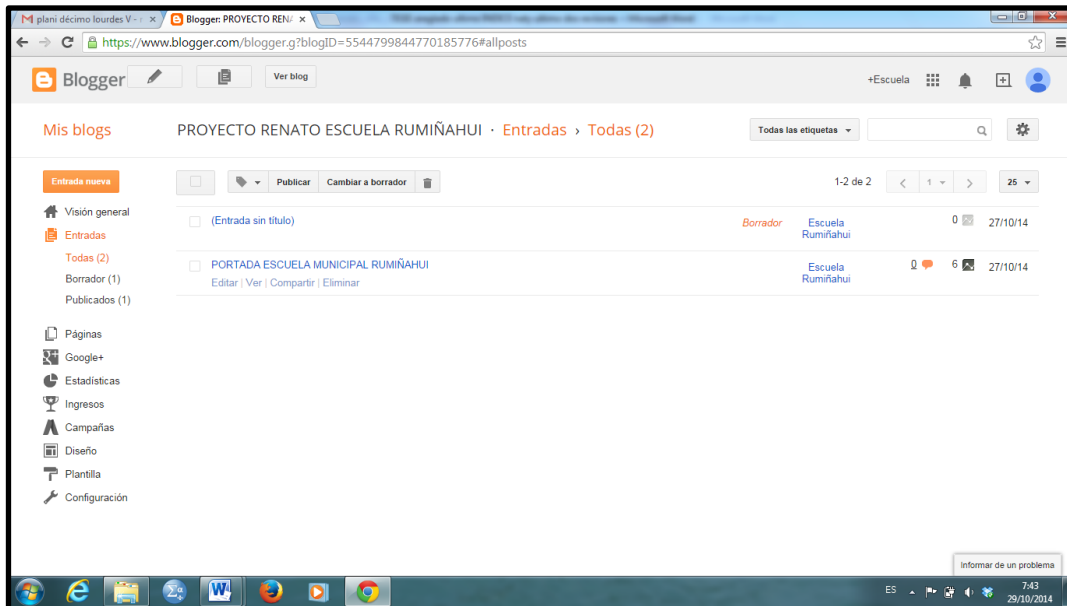 plani décimo lourdes V -
Blogger: PROYECTO REN
https://www.blogger.com/blogger.g?blogID=5544799844770185776#allposts
Blogger
Ver blog
+Escuela
Mis blogs
PROYECTO RENATO ESCUELA RUMIÑAHUI · Entradas › Todas (2)
Todas las etiquetas
Entrada nueva
Publicar
Cambiar a borrador
1-2 de 2
1
25
Visión general
Entradas
Todas (2)
Borrador (1)
Publicados (1)
Páginas
Google+
Estadísticas
Ingresos
Campañas
Diseño
Plantilla
Configuración
(Entrada sin título)
Borrador
Escuela
Rumiñahui
0
27/10/14
PORTADA ESCUELA MUNICIPAL RUMIÑAHUI
Editar | Ver | Compartir | Eliminar
Escuela
Rumiñahui
0
6
27/10/14
Informar de un problema
ES
7:43
29/10/2014